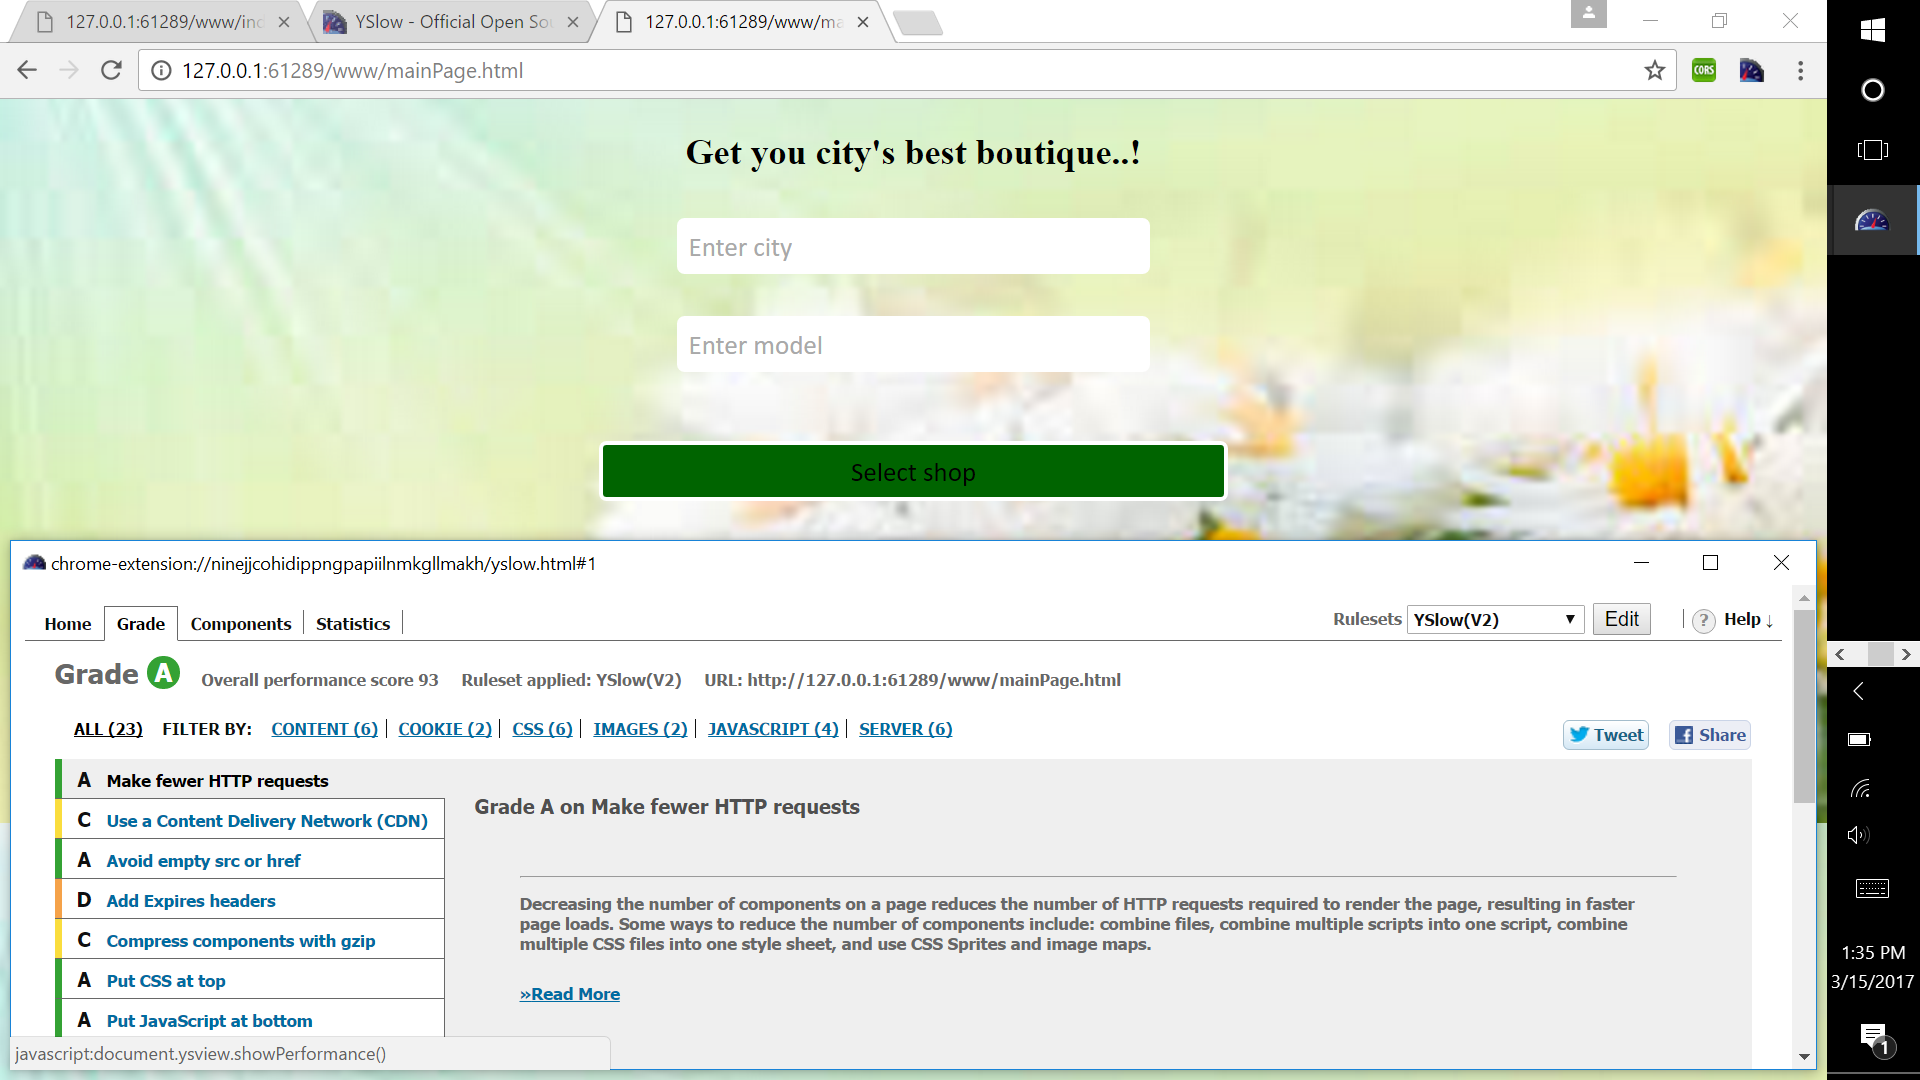 127.0.0.1:61289/www/ind
YSlow - Official Open Sou
127.0.0.1:61289/www/ma
127.0.0.1:61289/www/mainPage.html
CORS
Get you city's best boutique..!
Enter city
Enter model
Select shop
chrome-extension://ninejjcohidippngpapiilnmkgllmakh/yslow.html#1
Home Grade Components Statistics
Rulesets YSlow(V2) Edit ? Help ↓
Grade A Overall performance score 93 Ruleset applied: YSlow(V2) URL: http://127.0.0.1:61289/www/mainPage.html
ALL (23) FILTER BY: CONTENT (6) COOKIE (2) CSS (6) IMAGES (2) JAVASCRIPT (4) SERVER (6)
Tweet Share
A Make fewer HTTP requests
C Use a Content Delivery Network (CDN)
A Avoid empty src or href
D Add Expires headers
C Compress components with gzip
A Put CSS at top
A Put JavaScript at bottom
Grade A on Make fewer HTTP requests
Decreasing the number of components on a page reduces the number of HTTP requests required to render the page, resulting in faster
page loads. Some ways to reduce the number of components include: combine files, combine multiple scripts into one script, combine
multiple CSS files into one style sheet, and use CSS Sprites and image maps.
»Read More
javascript:document.ysview.showPerformance()
1:35 PM
3/15/2017
1